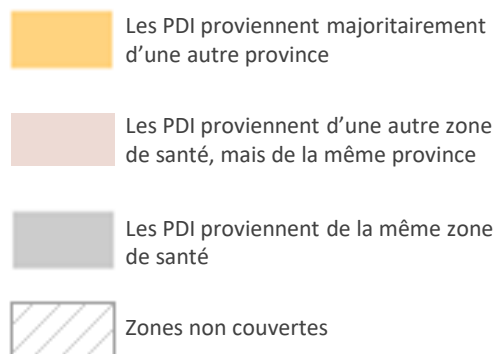 Les PDI proviennent majoritairement
d’une autre province
Les PDI proviennent d’une autre zone
de santé, mais de la même province
Les PDI proviennent de la même zone
de santé
Zones non couvertes